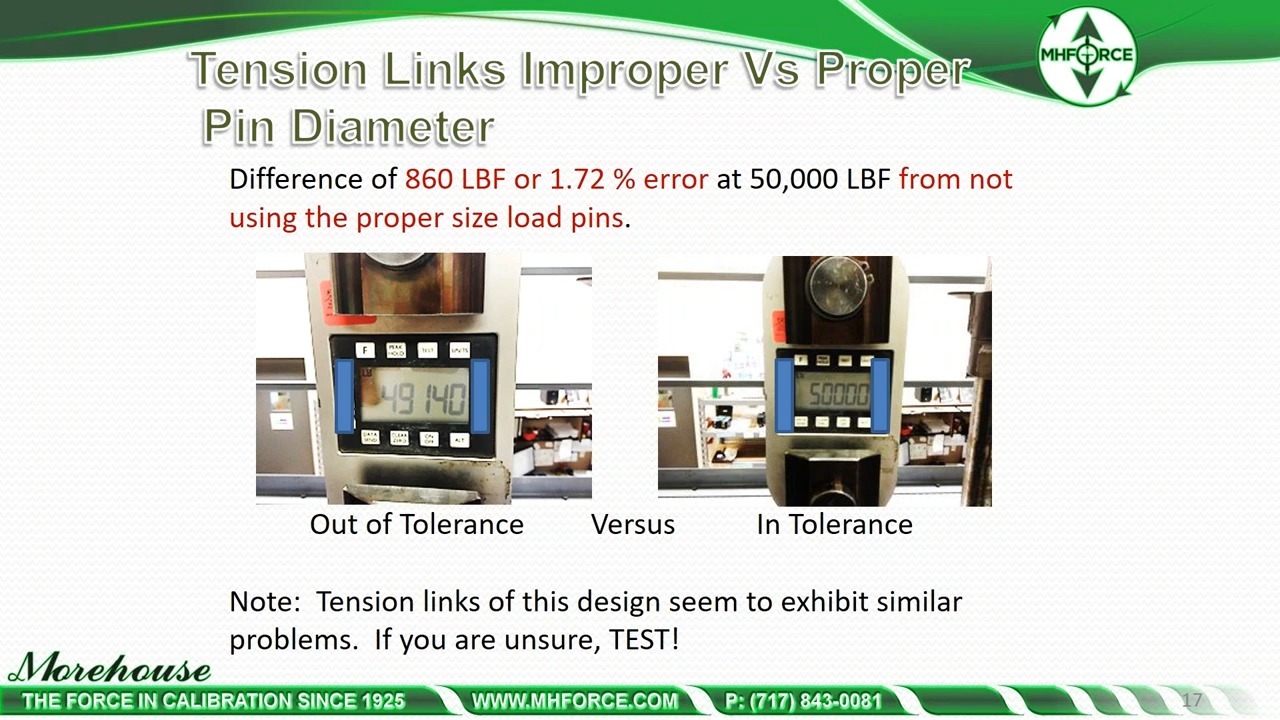 MHFORCE
Tension Links Improper Vs Proper
Pin Diameter
Difference of 860 LBF or 1.72 % error at 50,000 LBF from not
using the proper size load pins.
F PEAK HOLD TEST UNITS
49140
DATA SEND CLEAR ZERO ON OFF ALT
F
50000
Out of Tolerance Versus In Tolerance
Note: Tension links of this design seem to exhibit similar
problems. If you are unsure, TEST!
Morehouse
THE FORCE IN CALIBRATION SINCE 1925 WWW.MHFORCE.COM P: (717) 843-0081 17